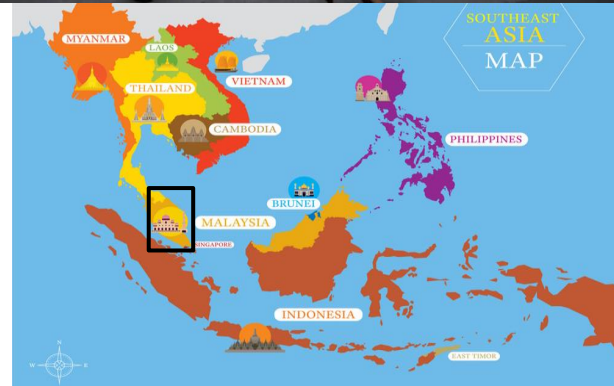 SOUTHEAST
ASIA
MAP
MYANMAR
LAOS
VIETNAM
THAILAND
CAMBODIA
PHILIPPINES
BRUNEI
MALAYSIA
SINGAPORE
INDONESIA
EAST TIMOR
N
W
E
S